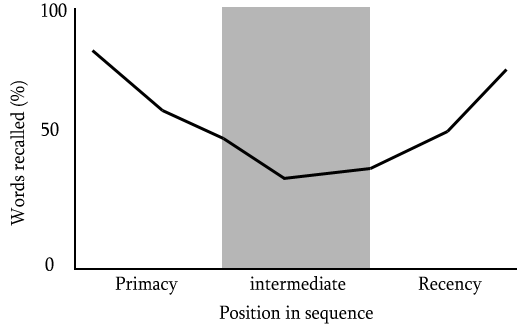 100
Words recalled (%)
50
0
Primacy
intermediate
Recency
Position in sequence